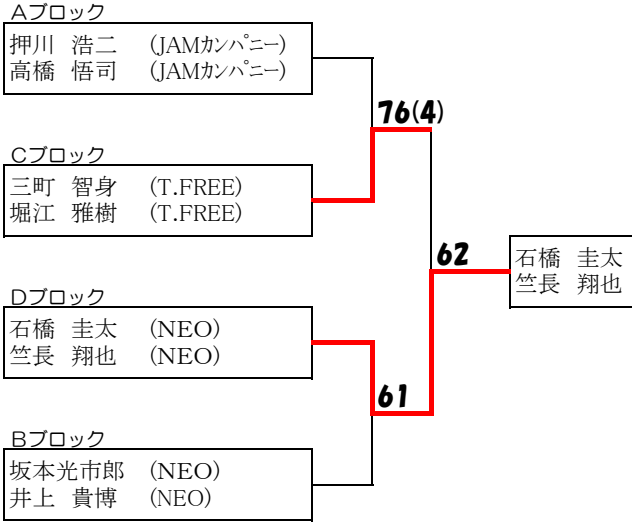 Aブロック
押川 浩二 (JAMカンパニー)
高橋 悟司 (JAMカンパニー)
76(4)
Cブロック
三町 智身 (T.FREE)
堀江 雅樹 (T.FREE)
62
石橋 圭太
竺長 翔也
Dブロック
石橋 圭太 (NEO)
竺長 翔也 (NEO)
61
Bブロック
坂本光市郎 (NEO)
井上 貴博 (NEO)